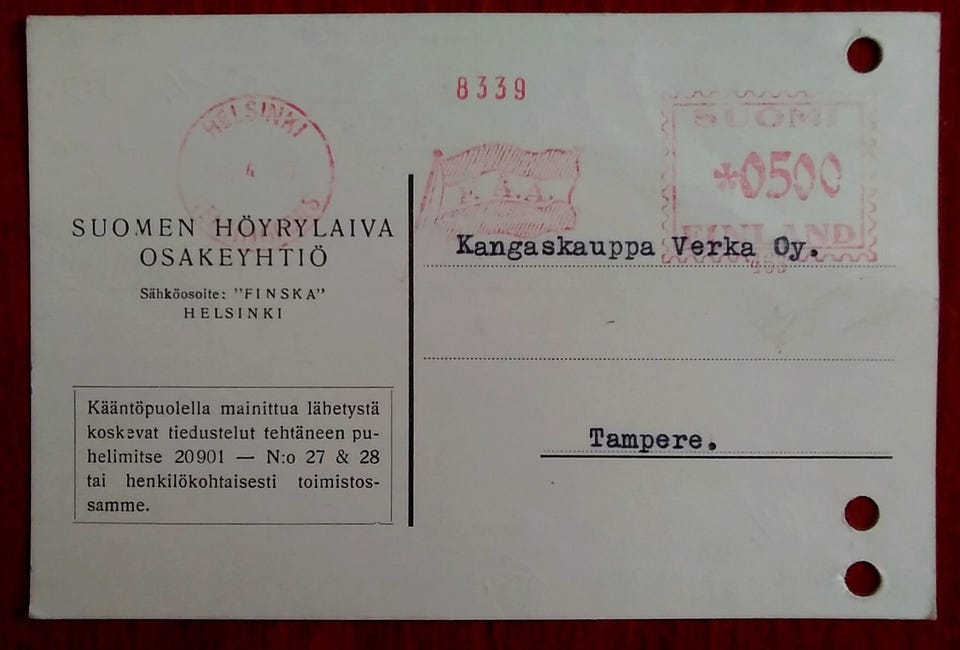 8339
HELSINKI
4
SUOMI
*0500
FINLAND
F. Å.A.
SUOMEN HÖYRYLAIVA
OSAKEYHTIÖ
Sähköosoite: "FINSKA"
HELSINKI
Kangaskauppa Verka Oy.
Tampere.
Kääntöpuolella mainittua lähetystä
koskevat tiedustelut tehtäneen pu-
helimitse 20901 — N:o 27 & 28
tai henkilökohtaisesti toimistos-
samme.